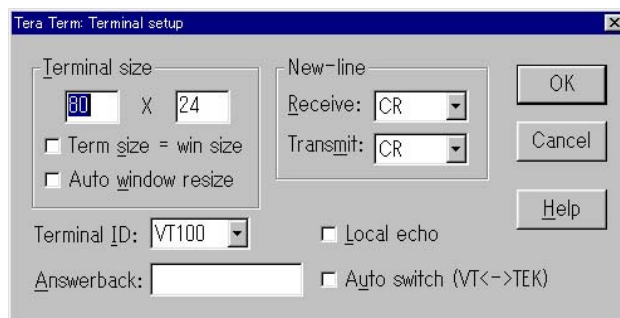 Tera Term: Terminal setup
Terminal size
80 X 24
Term size = win size
Auto window resize
New-line
Receive: CR
Transmit: CR
OK
Cancel
Help
Terminal ID: VT100
Local echo
Answerback:
Auto switch (VT<->TEK)